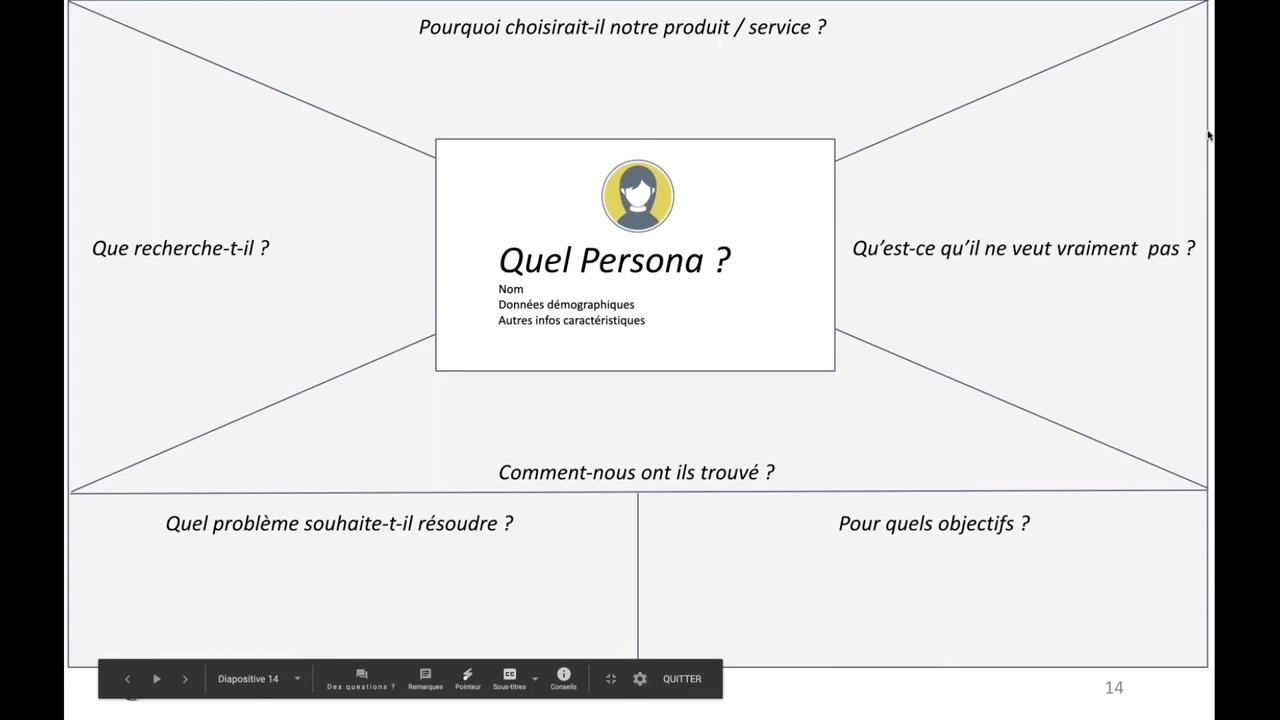 Pourquoi choisirait-il notre produit / service ?
Que recherche-t-il ?
Quel Persona ?
Nom
Données démographiques
Autres infos caractéristiques
Qu’est-ce qu’il ne veut vraiment  pas ?
Comment-nous ont ils trouvé ?
Quel problème souhaite-t-il résoudre ?
Pour quels objectifs ?
Diapositive 14
Des questions ?
Remarques
Pointeur
CC
Sous-titres
Conseils
QUITTER
14